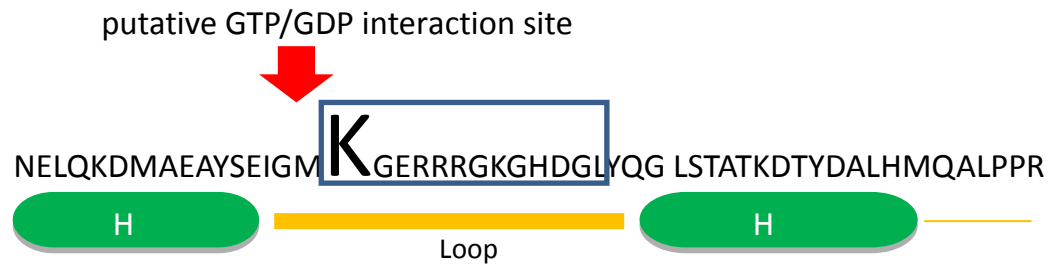 putative GTP/GDP interaction site
NELQKDMAEAYSEIGMKGERRRGKGHDGLYQG LSTATKDTYDALHMQALPPR
H H
Loop